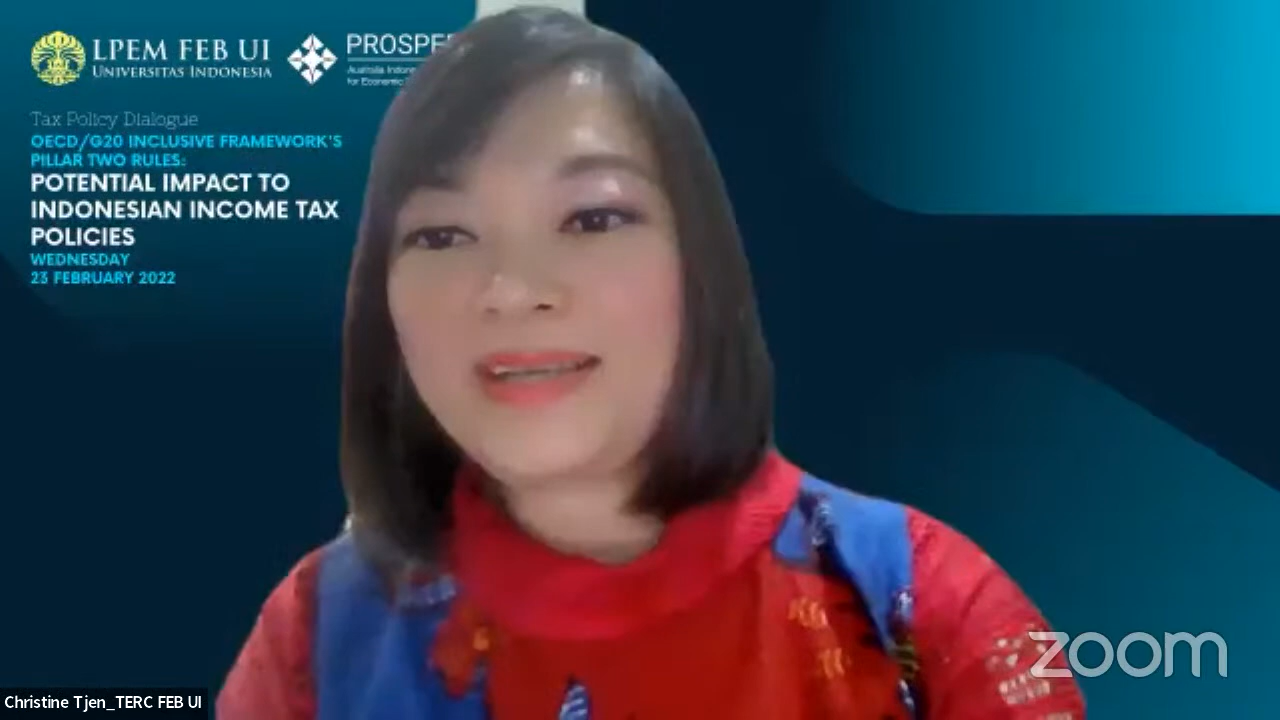 LPEM FEB UI
UNIVERSITAS INDONESIA
Tax Policy Dialogue
OECD/G20 INCLUSIVE FRAMEWORK'S
PILLAR TWO RULES:
POTENTIAL IMPACT TO
INDONESIAN INCOME TAX
POLICIES
WEDNESDAY
23 FEBRUARY 2022
Christine Tjen_TERC FEB UI
zoom